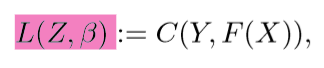 L(Z, β) := C(Y, F(X)),